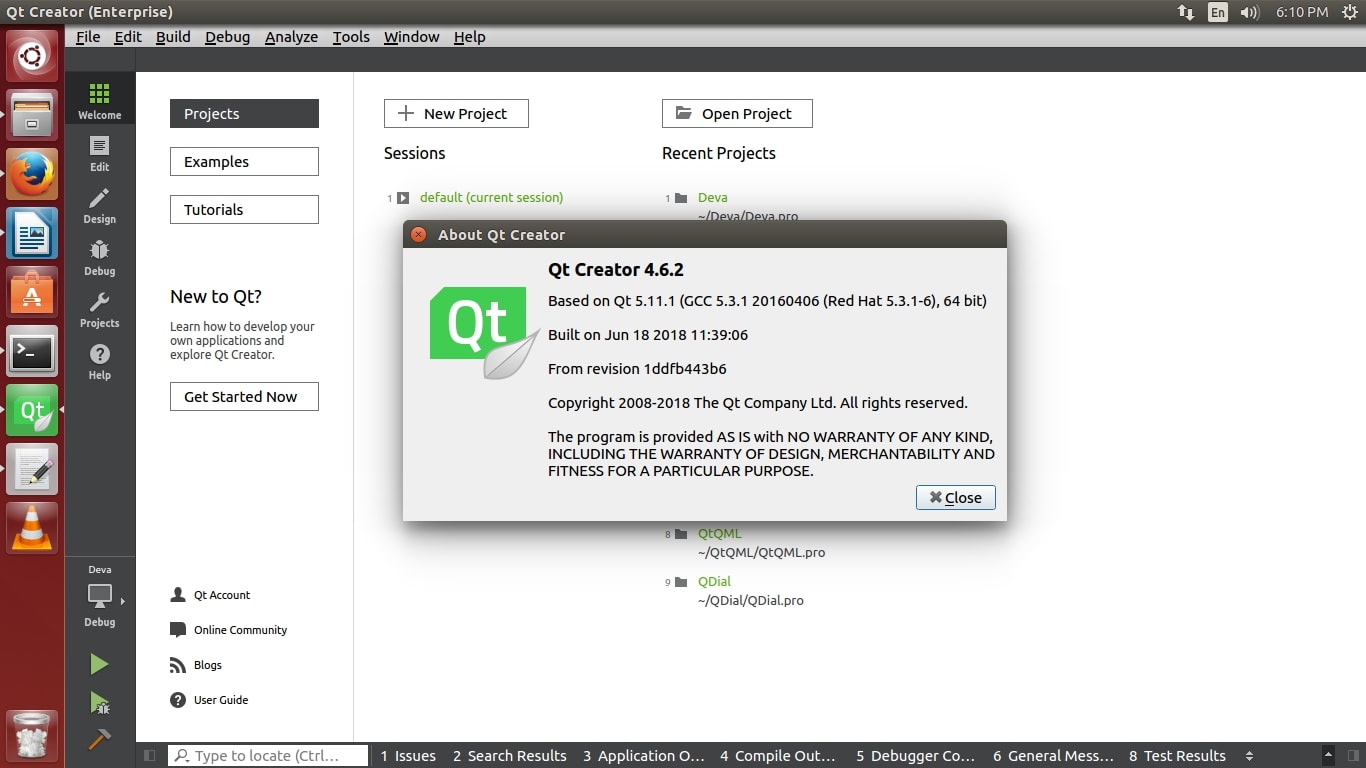 Qt Creator (Enterprise)
En
6:10 PM
File Edit Build Debug Analyze Tools Window Help
Welcome
Edit
Design
Debug
Projects
Help
Deva
Debug
Projects
Examples
Tutorials
New to Qt?
Learn how to develop your
own applications and
explore Qt Creator.
Get Started Now
Qt Account
Online Community
Blogs
User Guide
New Project
Open Project
Sessions
Recent Projects
1 default (current session)
1 Deva
~/Deva/Deva.pro
About Qt Creator
Qt
Qt Creator 4.6.2
Based on Qt 5.11.1 (GCC 5.3.1 20160406 (Red Hat 5.3.1-6), 64 bit)
Built on Jun 18 2018 11:39:06
From revision 1ddfb443b6
Copyright 2008-2018 The Qt Company Ltd. All rights reserved.
The program is provided AS IS with NO WARRANTY OF ANY KIND,
INCLUDING THE WARRANTY OF DESIGN, MERCHANTABILITY AND
FITNESS FOR A PARTICULAR PURPOSE.
Close
8 QtQML
~/QtQML/QtQML.pro
9 QDial
~/QDial/QDial.pro
Qt
Type to locate (Ctrl...
1 Issues 2 Search Results 3 Application O... 4 Compile Out... 5 Debugger Co... 6 General Mess... 8 Test Results